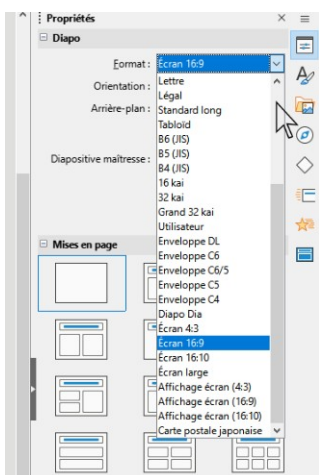 Propriétés
Diapo
Format :
Écran 16:9
Orientation :
Arrière-plan :
Diapositive maîtresse :
Lettre
Légal
Standard long
Tabloïd
B6 (JIS)
B5 (JIS)
B4 (JIS)
16 kai
32 kai
Grand 32 kai
Utilisateur
Enveloppe DL
Enveloppe C6
Enveloppe C6/5
Enveloppe C5
Enveloppe C4
Diapo Dia
Écran 4:3
Écran 16:9
Écran 16:10
Écran large
Affichage écran (4:3)
Affichage écran (16:9)
Affichage écran (16:10)
Carte postale japonaise
Mises en page